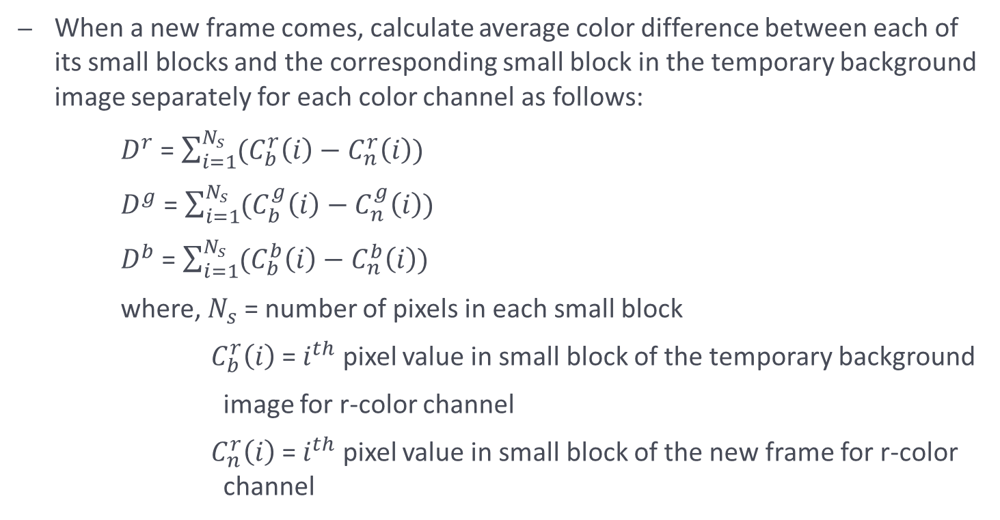 – When a new frame comes, calculate average color difference between each of
its small blocks and the corresponding small block in the temporary background
image separately for each color channel as follows:
$D^r$ = $\sum_{i=1}^{N_s}(C_b^r(i) - C_n^r(i))$
$D^g$ = $\sum_{i=1}^{N_s}(C_b^g(i) - C_n^g(i))$
$D^b$ = $\sum_{i=1}^{N_s}(C_b^b(i) - C_n^b(i))$
where, $N_s$ = number of pixels in each small block
$C_b^r(i)$ = $i^{th}$ pixel value in small block of the temporary background
image for r-color channel
$C_n^r(i)$ = $i^{th}$ pixel value in small block of the new frame for r-color
channel